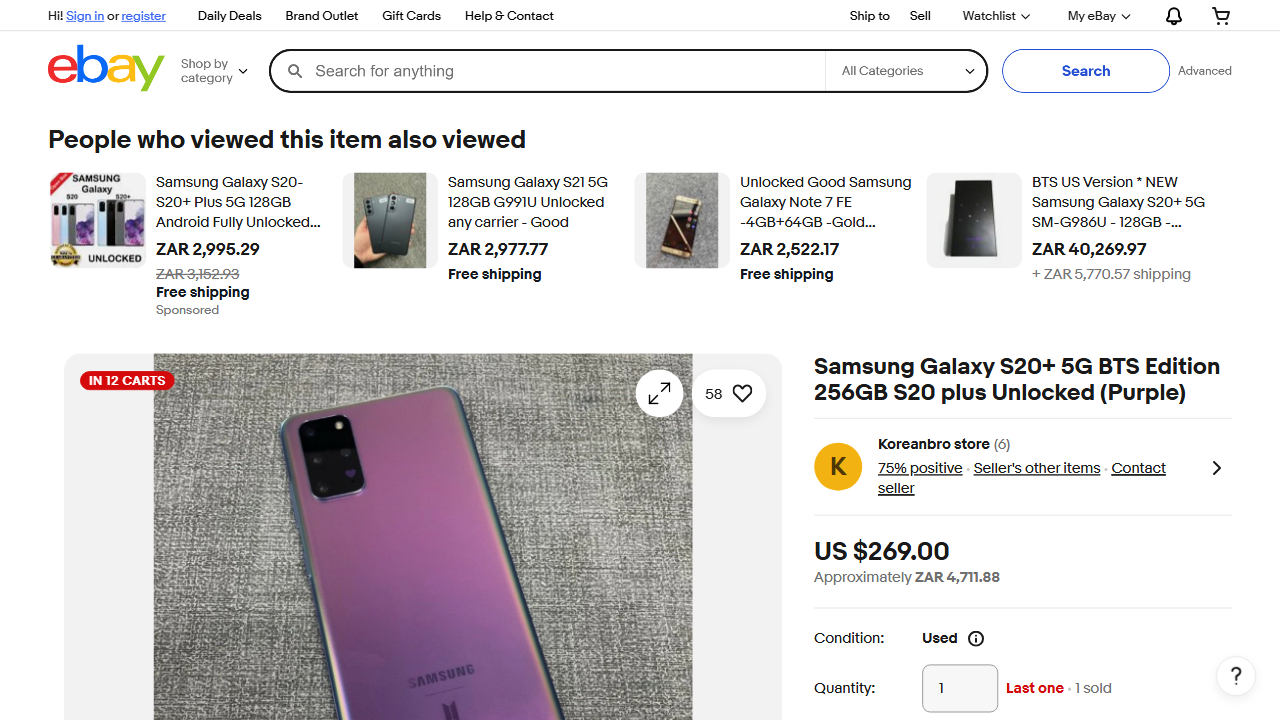 Hi! Sign in or register
Daily Deals
Brand Outlet
Gift Cards
Help & Contact
Ship to
Sell
Watchlist
My eBay
ebay
Shop by category
Search for anything
All Categories
Search
Advanced
People who viewed this item also viewed
SAMSUNG
Galaxy
S20 S20+
UNLOCKED
Samsung Galaxy S20-
S20+ Plus 5G 128GB
Android Fully Unlocked...
ZAR 2,995.29
ZAR 3,152.93
Free shipping
Sponsored
Samsung Galaxy S21 5G
128GB G991U Unlocked
any carrier - Good
ZAR 2,977.77
Free shipping
Unlocked Good Samsung
Galaxy Note 7 FE
-4GB+64GB -Gold...
ZAR 2,522.17
Free shipping
BTS US Version * NEW
Samsung Galaxy S20+ 5G
SM-G986U - 128GB -...
ZAR 40,269.97
+ ZAR 5,770.57 shipping
IN 12 CARTS
58
SAMSUNG
Samsung Galaxy S20+ 5G BTS Edition
256GB S20 plus Unlocked (Purple)
K
Koreanbro store (6)
75% positive · Seller's other items · Contact
seller
US $269.00
Approximately ZAR 4,711.88
Condition: Used
Quantity: 1 Last one · 1 sold
?